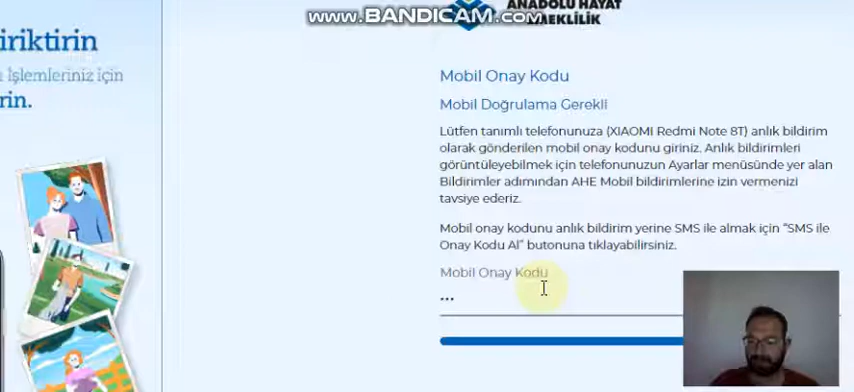 www.BANDICAM.com
ANADOLU HAYAT
EMEKLİLİK
iriktirin
İşlemleriniz için
rin.
Mobil Onay Kodu
Mobil Doğrulama Gerekli
Lütfen tanımlı telefonunuza (XIAOMI Redmi Note 8T) anlık bildirim
olarak gönderilen mobil onay kodunu giriniz. Anlık bildirimleri
görüntüleyebilmek için telefonunuzun Ayarlar menüsünde yer alan
Bildirimler adımından AHE Mobil bildirimlerine izin vermenizi
tavsiye ederiz.
Mobil onay kodunu anlık bildirim yerine SMS ile almak için "SMS ile
Onay Kodu Al" butonuna tıklayabilirsiniz.
Mobil Onay Kodu